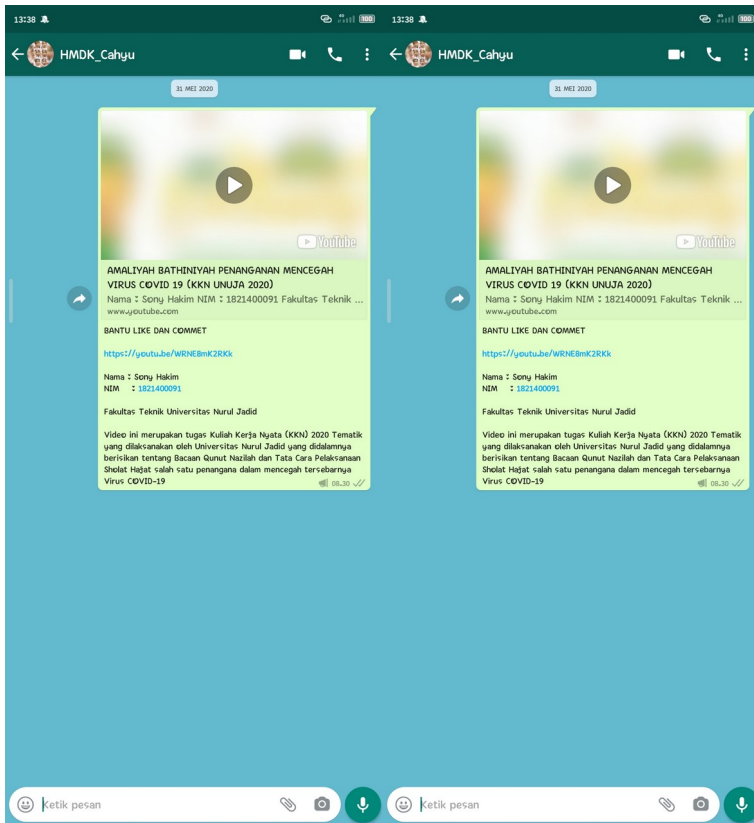 13:38
4G
100
HMDK_Cahyu
31 MEI 2020
YouTube
AMALIYAH BATHINIYAH PENANGANAN MENCEGAH
VIRUS COVID 19 (KKN UNUJA 2020)
Nama : Sony Hakim NIM : 1821400091 Fakultas Teknik ...
www.youtube.com
BANTU LIKE DAN COMMET
https://youtu.be/WRNE8mK2RKk
Nama : Sony Hakim
NIM : 1821400091
Fakultas Teknik Universitas Nurul Jadid
Video ini merupakan tugas Kuliah Kerja Nyata (KKN) 2020 Tematik
yang dilaksanakan oleh Universitas Nurul Jadid yang didalamnya
berisikan tentang Bacaan Qunut Nazilah dan Tata Cara Pelaksanaan
Sholat Hajat salah satu penangana dalam mencegah tersebarnya
Virus COVID-19
08.30
Ketik pesan
13:38
4G
100
HMDK_Cahyu
31 MEI 2020
YouTube
AMALIYAH BATHINIYAH PENANGANAN MENCEGAH
VIRUS COVID 19 (KKN UNUJA 2020)
Nama : Sony Hakim NIM : 1821400091 Fakultas Teknik ...
www.youtube.com
BANTU LIKE DAN COMMET
https://youtu.be/WRNE8mK2RKk
Nama : Sony Hakim
NIM : 1821400091
Fakultas Teknik Universitas Nurul Jadid
Video ini merupakan tugas Kuliah Kerja Nyata (KKN) 2020 Tematik
yang dilaksanakan oleh Universitas Nurul Jadid yang didalamnya
berisikan tentang Bacaan Qunut Nazilah dan Tata Cara Pelaksanaan
Sholat Hajat salah satu penangana dalam mencegah tersebarnya
Virus COVID-19
08.30
Ketik pesan